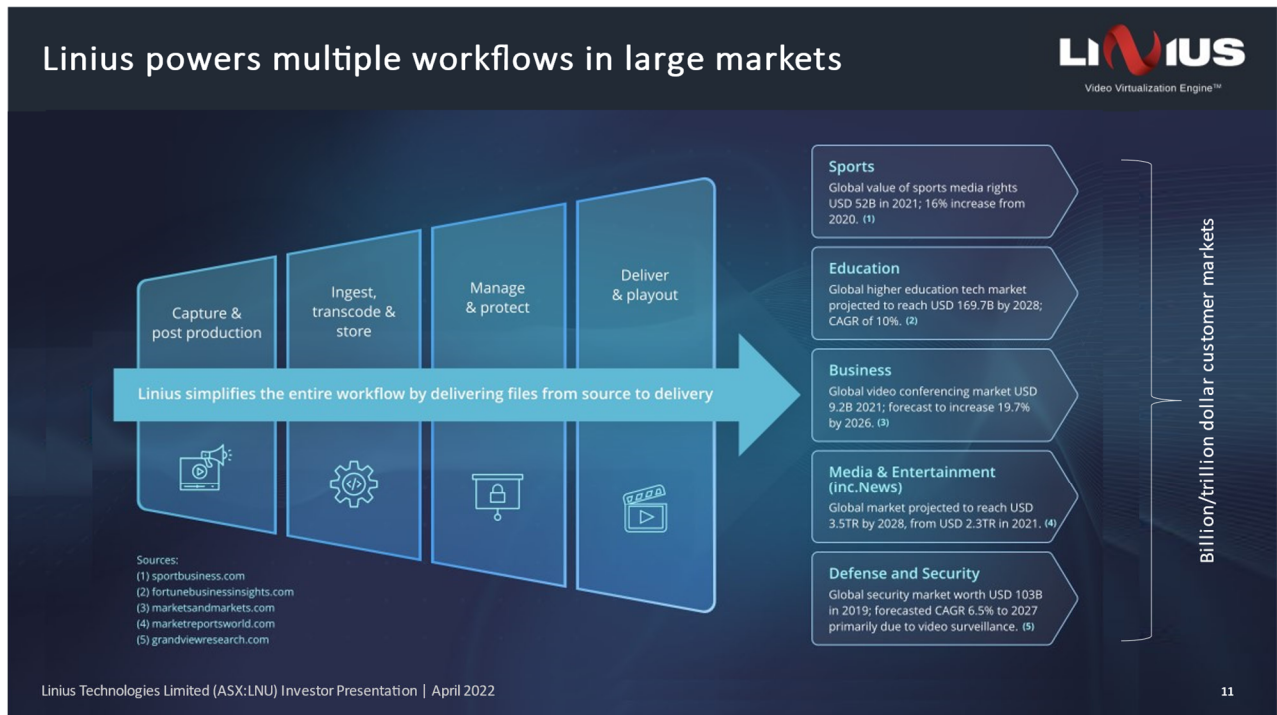 Linius powers multiple workflows in large markets
LINIUS
Video Virtualization Engine™
Capture &
post production
Ingest,
transcode &
store
Manage
& protect
Deliver
& playout
Linius simplifies the entire workflow by delivering files from source to delivery
Sports
Global value of sports media rights
USD 52B in 2021; 16% increase from
2020. (1)
Education
Global higher education tech market
projected to reach USD 169.7B by 2028;
CAGR of 10%. (2)
Business
Global video conferencing market USD
9.2B 2021; forecast to increase 19.7%
by 2026. (3)
Media & Entertainment
(inc.News)
Global market projected to reach USD
3.5TR by 2028, from USD 2.3TR in 2021. (4)
Defense and Security
Global security market worth USD 103B
in 2019; forecasted CAGR 6.5% to 2027
primarily due to video surveillance. (5)
Billion/trillion dollar customer markets
Sources:
(1) sportbusiness.com
(2) fortunebusinessinsights.com
(3) marketsandmarkets.com
(4) marketreportsworld.com
(5) grandviewresearch.com
Linius Technologies Limited (ASX:LNU) Investor Presentation | April 2022
11